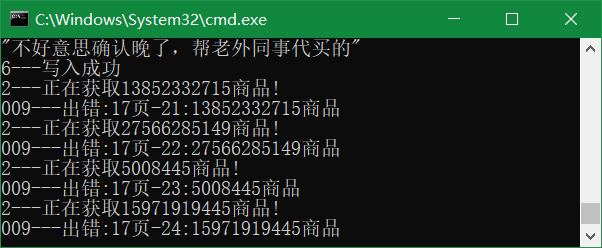 C:\Windows\System32\cmd.exe
"不好意思确认晚了，帮老外同事代买的"
6---写入成功
2---正在获取13852332715商品!
009---出错:17页-21:13852332715商品
2---正在获取27566285149商品!
009---出错:17页-22:27566285149商品
2---正在获取5008445商品!
009---出错:17页-23:5008445商品
2---正在获取15971919445商品!
009---出错:17页-24:15971919445商品